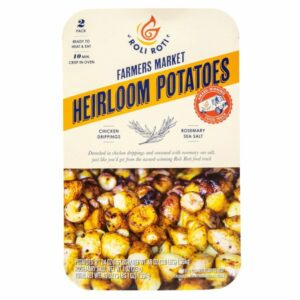 2
PACK
READY TO
HEAT & EAT
10 MIN.
CRISP IN OVEN
ROLI ROTI
FARMERS MARKET
HEIRLOOM POTATOES
CHICKEN
DRIPPINGS
ROSEMARY
SEA SALT
Drenched in chicken drippings and seasoned with rosemary sea salt,
just like you'd get from the award-winning Roli Roti food truck